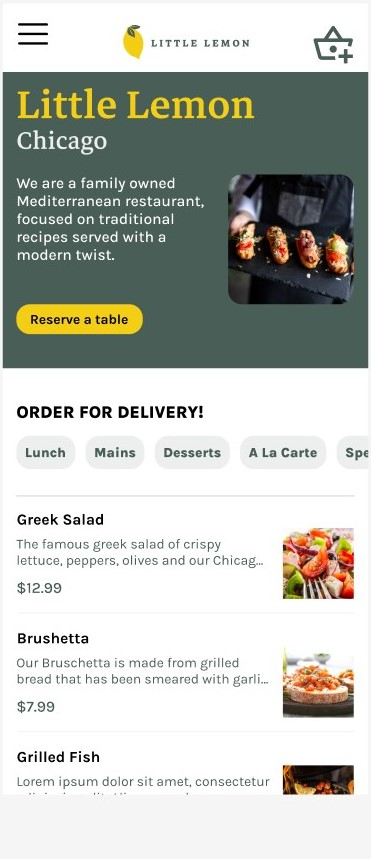 LITTLE LEMON
Little Lemon
Chicago
We are a family owned
Mediterranean restaurant,
focused on traditional
recipes served with a
modern twist.
Reserve a table
ORDER FOR DELIVERY!
Lunch Mains Desserts A La Carte Spe
Greek Salad
The famous greek salad of crispy
lettuce, peppers, olives and our Chicag...
$12.99
Brushetta
Our Bruschetta is made from grilled
bread that has been smeared with garli...
$7.99
Grilled Fish
Lorem ipsum dolor sit amet, consectetur